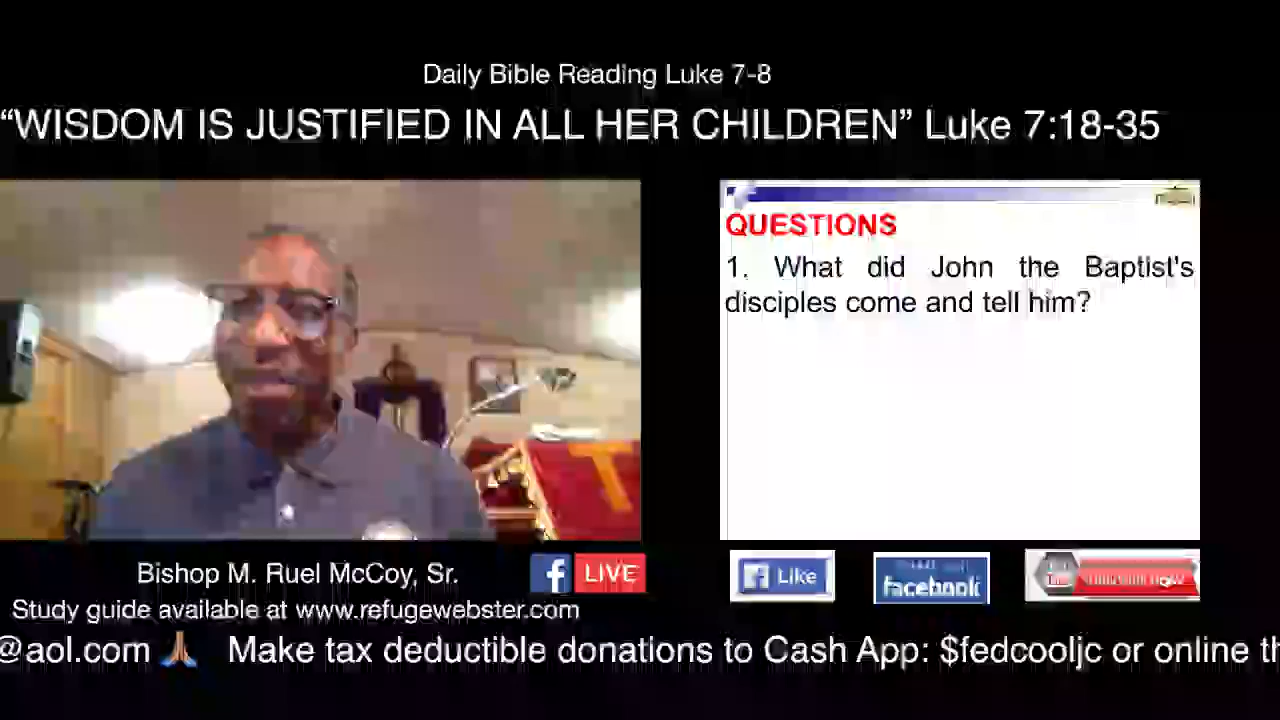 Daily Bible Reading Luke 7-8
“WISDOM IS JUSTIFIED IN ALL HER CHILDREN” Luke 7:18-35
QUESTIONS
1. What did John the Baptist's
disciples come and tell him?
Bishop M. Ruel McCoy, Sr.
f LIVE
f Like
facebook
Study guide available at www.refugewebster.com
@aol.com 🙏🏽 Make tax deductible donations to Cash App: $fedcooljc or online th